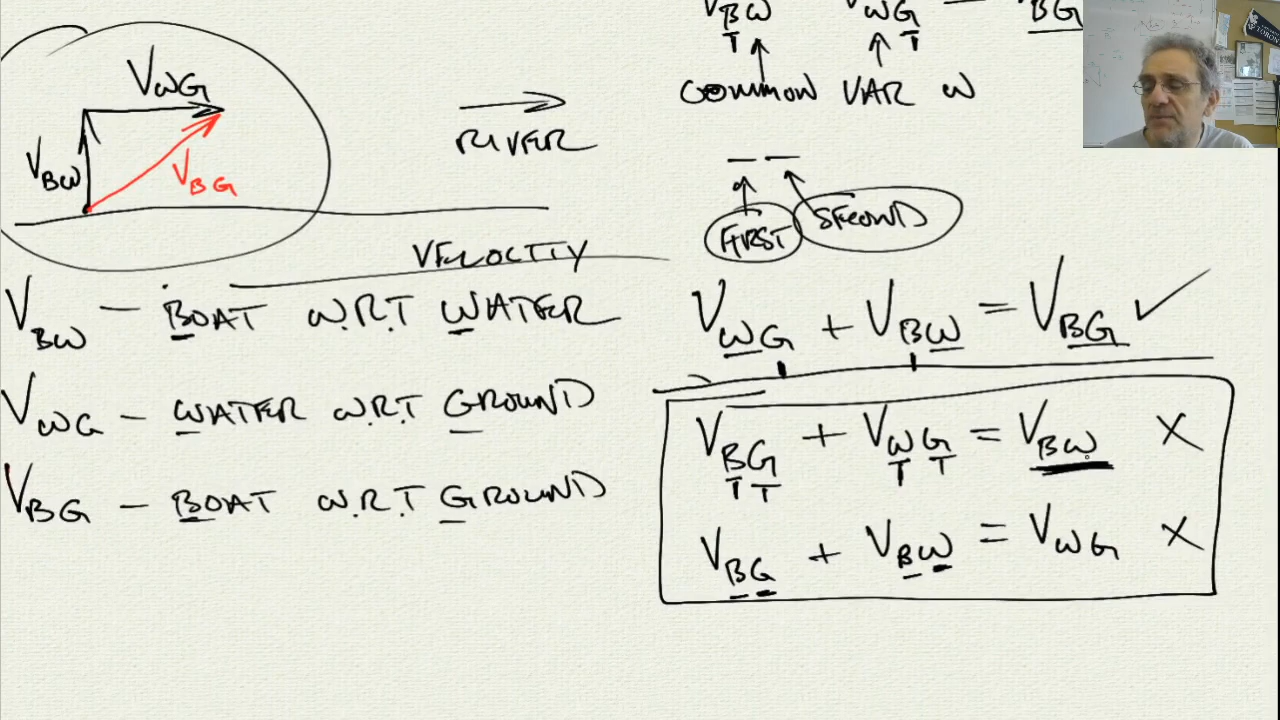 V_BW V_WG = BG
COMMON VAR W
V_WG
V_BW
V_BG
RIVER
FIRST SECOND
VELOCITY
V_BW — BOAT W.R.T WATER
V_WG – WATER W.R.T GROUND
V_BG – BOAT W.R.T GROUND
V_WG + V_BW = V_BG ✓
V_BG + V_WG = V_BW X
V_BG + V_BW = V_WG X